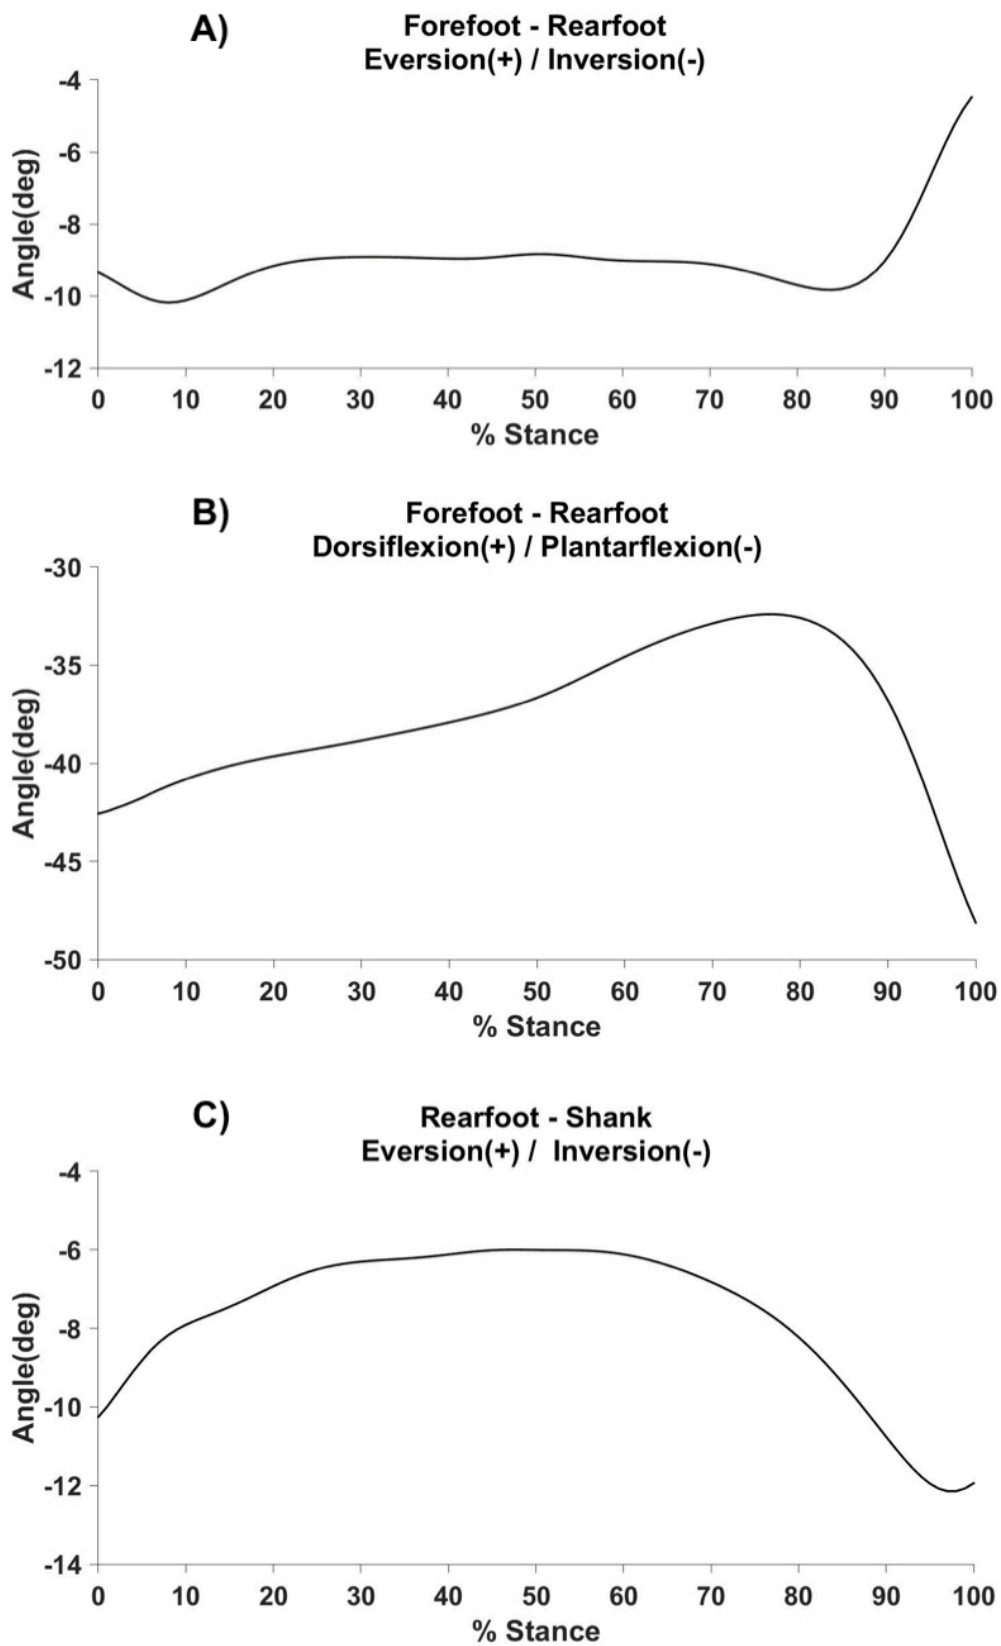 A)
Forefoot - Rearfoot
Eversion(+) / Inversion(-)
-4
-6
-8
-10
-12
Angle(deg)
0 10 20 30 40 50 60 70 80 90 100
% Stance
B)
Forefoot - Rearfoot
Dorsiflexion(+) / Plantarflexion(-)
-30
-35
-40
-45
-50
Angle(deg)
0 10 20 30 40 50 60 70 80 90 100
% Stance
C)
Rearfoot - Shank
Eversion(+) /  Inversion(-)
-4
-6
-8
-10
-12
-14
Angle(deg)
0 10 20 30 40 50 60 70 80 90 100
% Stance